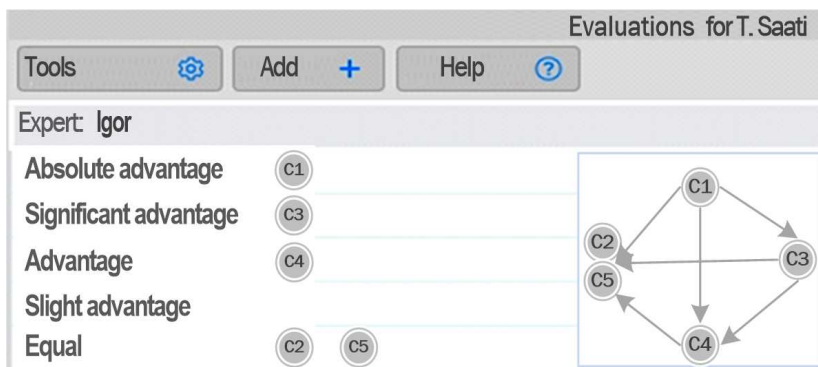 Evaluations for T. Saati
Tools Add + Help ?
Expert: Igor
Absolute advantage C1
Significant advantage C3
Advantage C4
Slight advantage
Equal C2 C5
C1
C2
C3
C5
C4